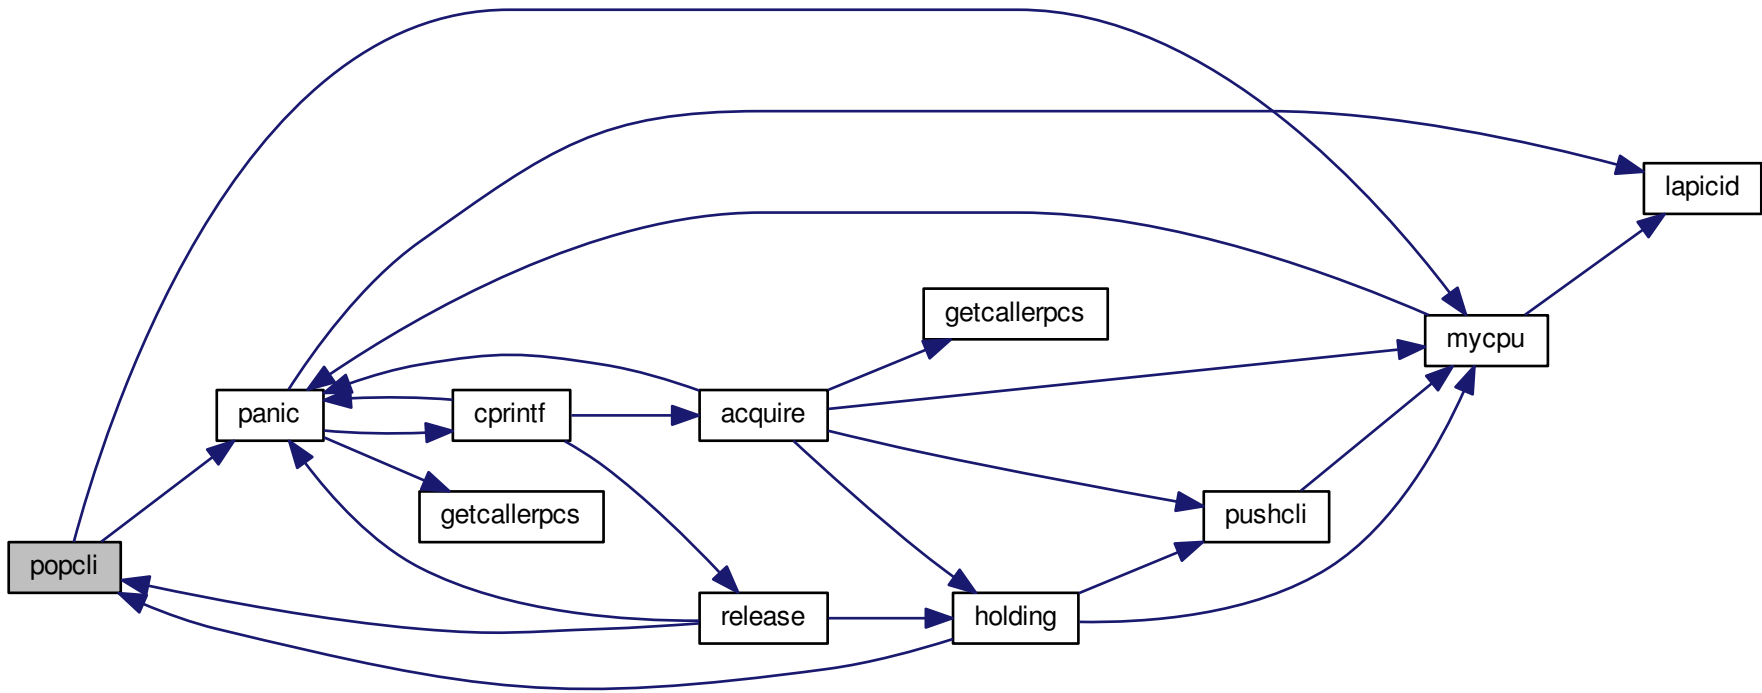 lapicid
getcallerpcs
mycpu
panic
cprintf
acquire
getcallerpcs
pushcli
popcli
release
holding